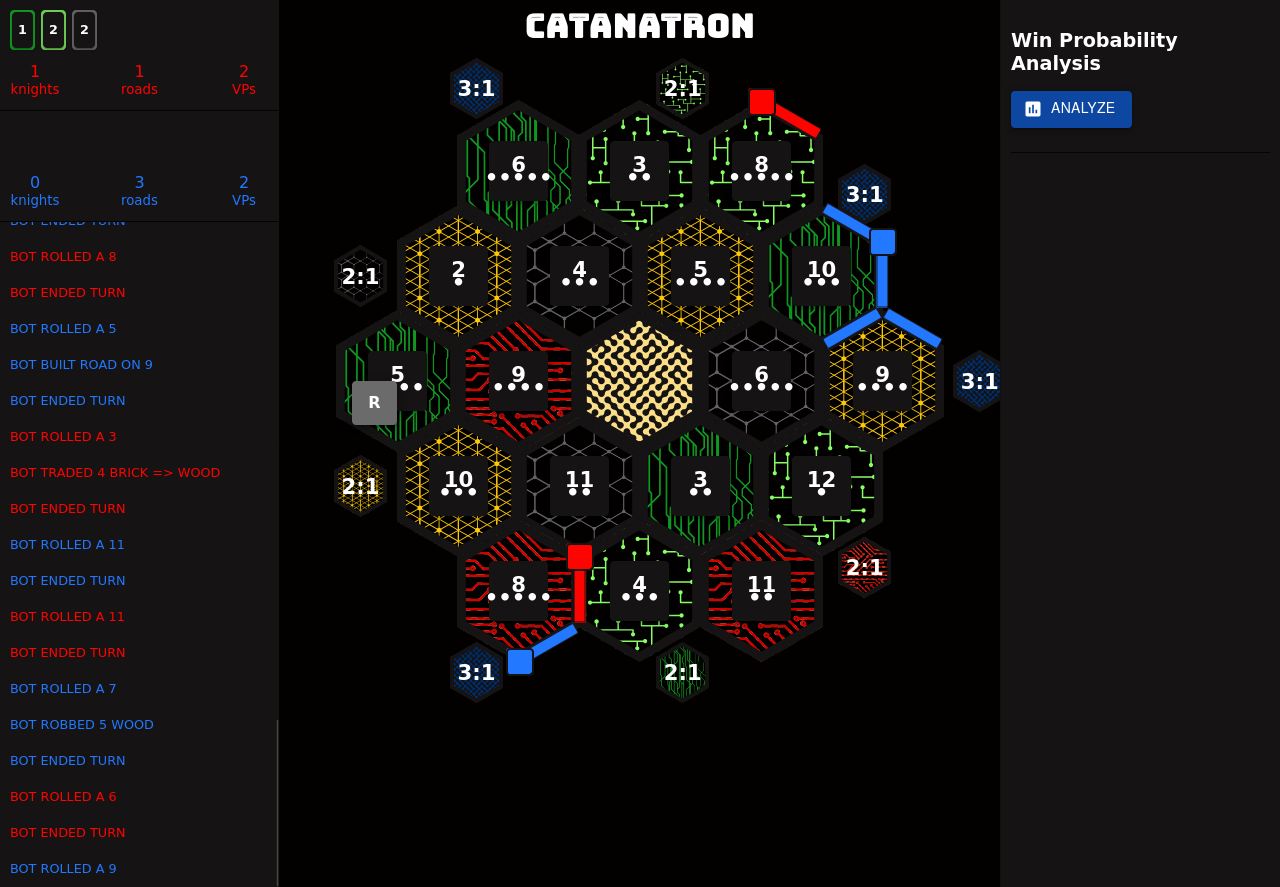 CATANATRON
1 2 2
1 1 2
knights roads VPs
0 3 2
knights roads VPs
BOT ENDED TURN
BOT ROLLED A 8
BOT ENDED TURN
BOT ROLLED A 5
BOT BUILT ROAD ON 9
BOT ENDED TURN
BOT ROLLED A 3
BOT TRADED 4 BRICK => WOOD
BOT ENDED TURN
BOT ROLLED A 11
BOT ENDED TURN
BOT ROLLED A 11
BOT ENDED TURN
BOT ROLLED A 7
BOT ROBBED 5 WOOD
BOT ENDED TURN
BOT ROLLED A 6
BOT ENDED TURN
BOT ROLLED A 9
3:1 2:1
6 3 8
3:1
2:1 2 4 5 10
5 9 6 9 3:1
R
2:1 10 11 3 12
8 4 11 2:1
3:1 2:1
Win Probability
Analysis
ANALYZE